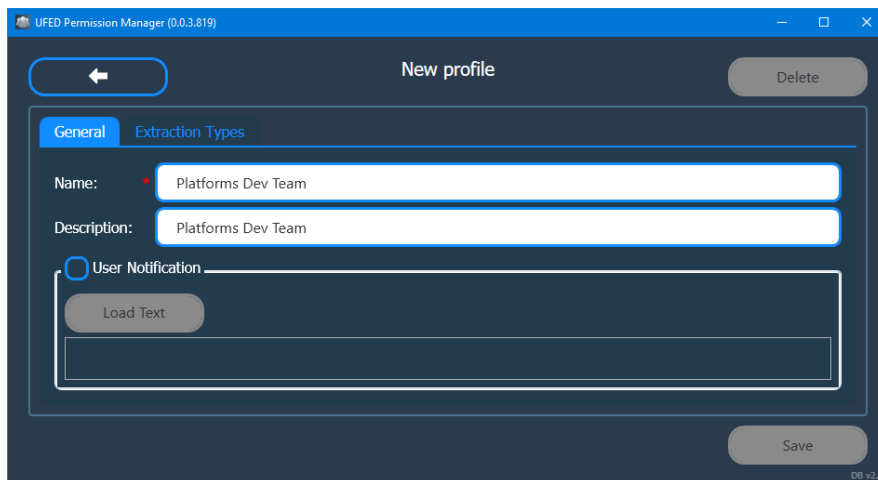 UFED Permission Manager (0.0.3.819)
New profile
Delete
General Extraction Types
Name: * Platforms Dev Team
Description: Platforms Dev Team
User Notification
Load Text
Save
DB v2.